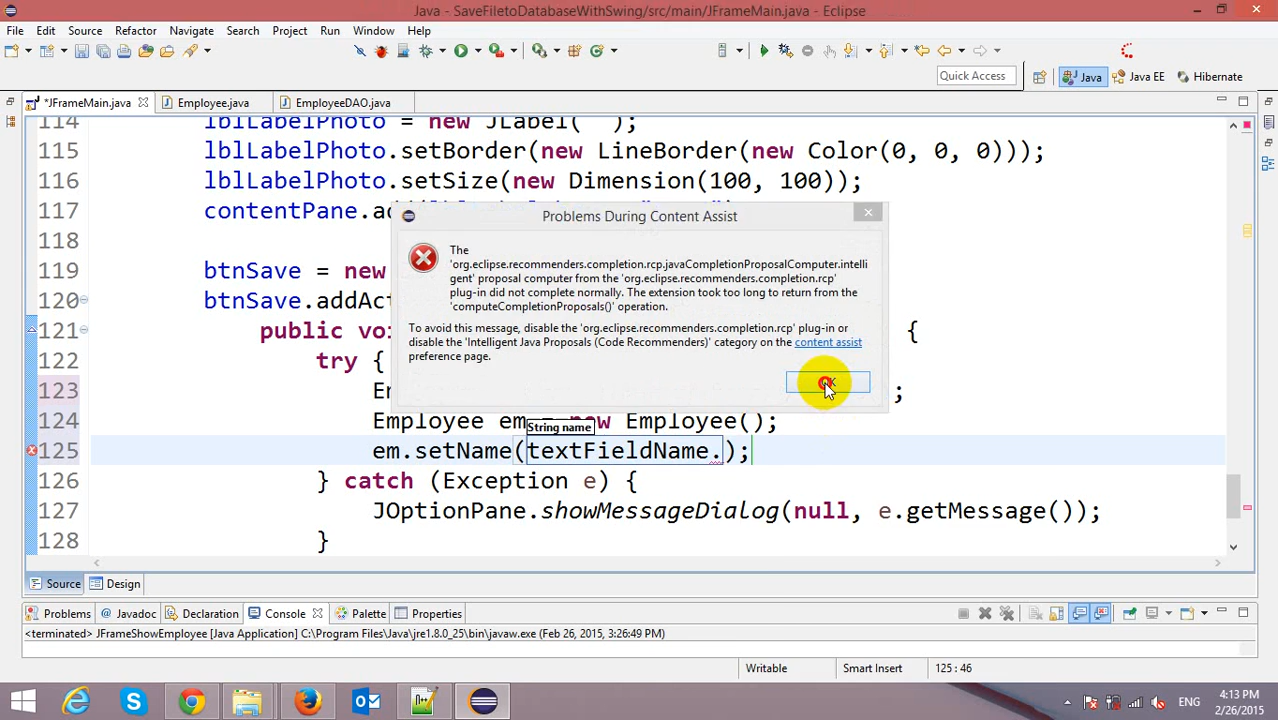 Java - SaveFiletoDatabaseWithSwing/src/main/JFrameMain.java - Eclipse
File Edit Source Refactor Navigate Search Project Run Window Help
Quick Access Java Java EE Hibernate
*JFrameMain.java Employee.java EmployeeDAO.java
114 lblLabelPhoto = new JLabel( );
115 lblLabelPhoto.setBorder(new LineBorder(new Color(0, 0, 0)));
116 lblLabelPhoto.setSize(new Dimension(100, 100));
117 contentPane.ad
118
119 btnSave = new
120 btnSave.addAct
121 public voi {
122 try {
123 Em ;
124 Employee em = new Employee();
125 em.setName(textFieldName.);
126 } catch (Exception e) {
127 JOptionPane.showMessageDialog(null, e.getMessage());
128 }
Problems During Content Assist
The
'org.eclipse.recommenders.completion.rcp.javaCompletionProposalComputer.intelli
gent' proposal computer from the 'org.eclipse.recommenders.completion.rcp'
plug-in did not complete normally. The extension took too long to return from the
'computeCompletionProposals()' operation.
To avoid this message, disable the 'org.eclipse.recommenders.completion.rcp' plug-in or
disable the 'Intelligent Java Proposals (Code Recommenders)' category on the content assist
preference page.
OK
String name
Source Design
Problems Javadoc Declaration Console Palette Properties
<terminated> JFrameShowEmployee [Java Application] C:\Program Files\Java\jre1.8.0_25\bin\javaw.exe (Feb 26, 2015, 3:26:49 PM)
Writable Smart Insert 125 : 46
ENG 4:13 PM
2/26/2015